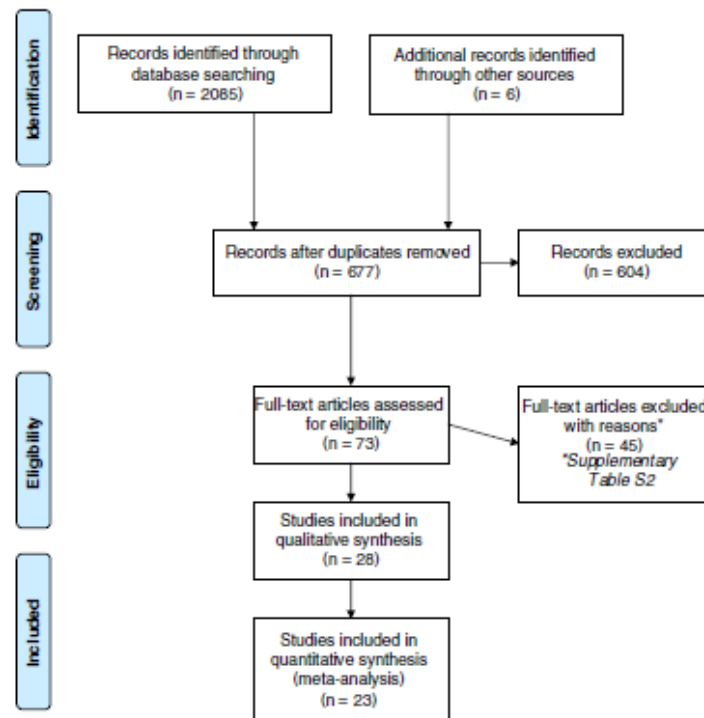 Identification
Records identified through
database searching
(n = 2085)
Additional records identified
through other sources
(n = 6)
Screening
Records after duplicates removed
(n = 677)
Records excluded
(n = 604)
Eligibility
Full-text articles assessed
for eligibility
(n = 73)
Full-text articles excluded
with reasons*
(n = 45)
*Supplementary
Table S2
Studies included in
qualitative synthesis
(n = 28)
Included
Studies included in
quantitative synthesis
(meta-analysis)
(n = 23)